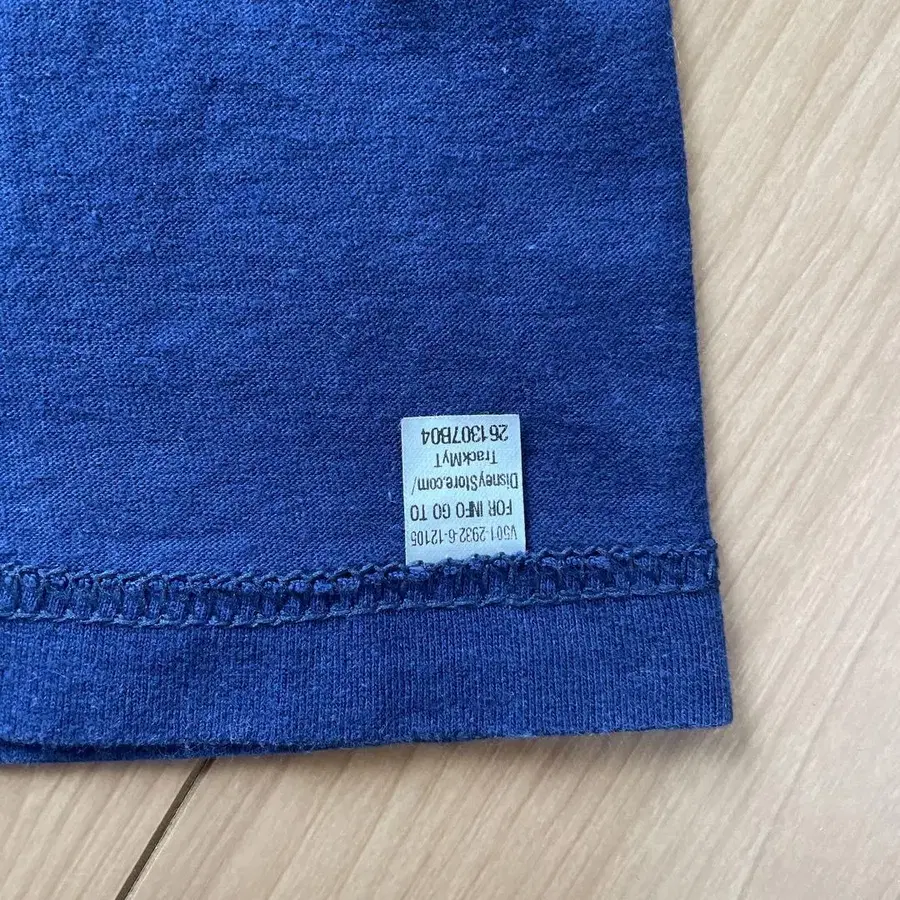 V501-2932-6-12105
FOR INFO GO TO
DisneyStore.com/
TrackMyT
261307B04